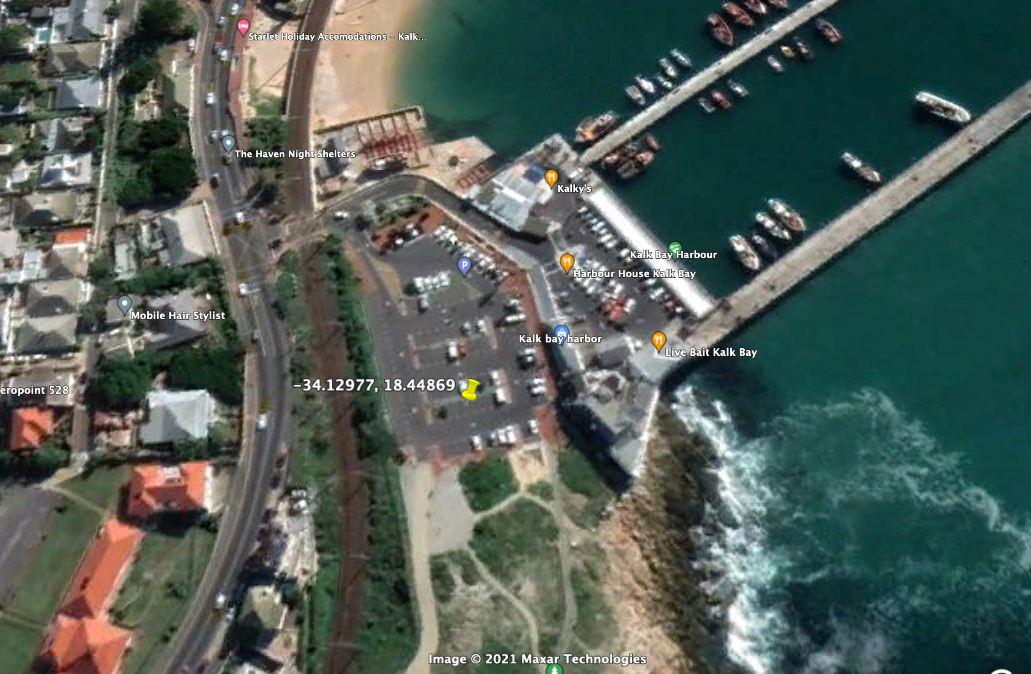 Starlet Holiday Accomodations - Kalk...
The Haven Night Shelters
Kalky's
Kalk Bay Harbour
P
Harbour House Kalk Bay
Mobile Hair Stylist
Kalk bay harbor
Live Bait Kalk Bay
-34.12977, 18.44869
eropoint 528
Image © 2021 Maxar Technologies